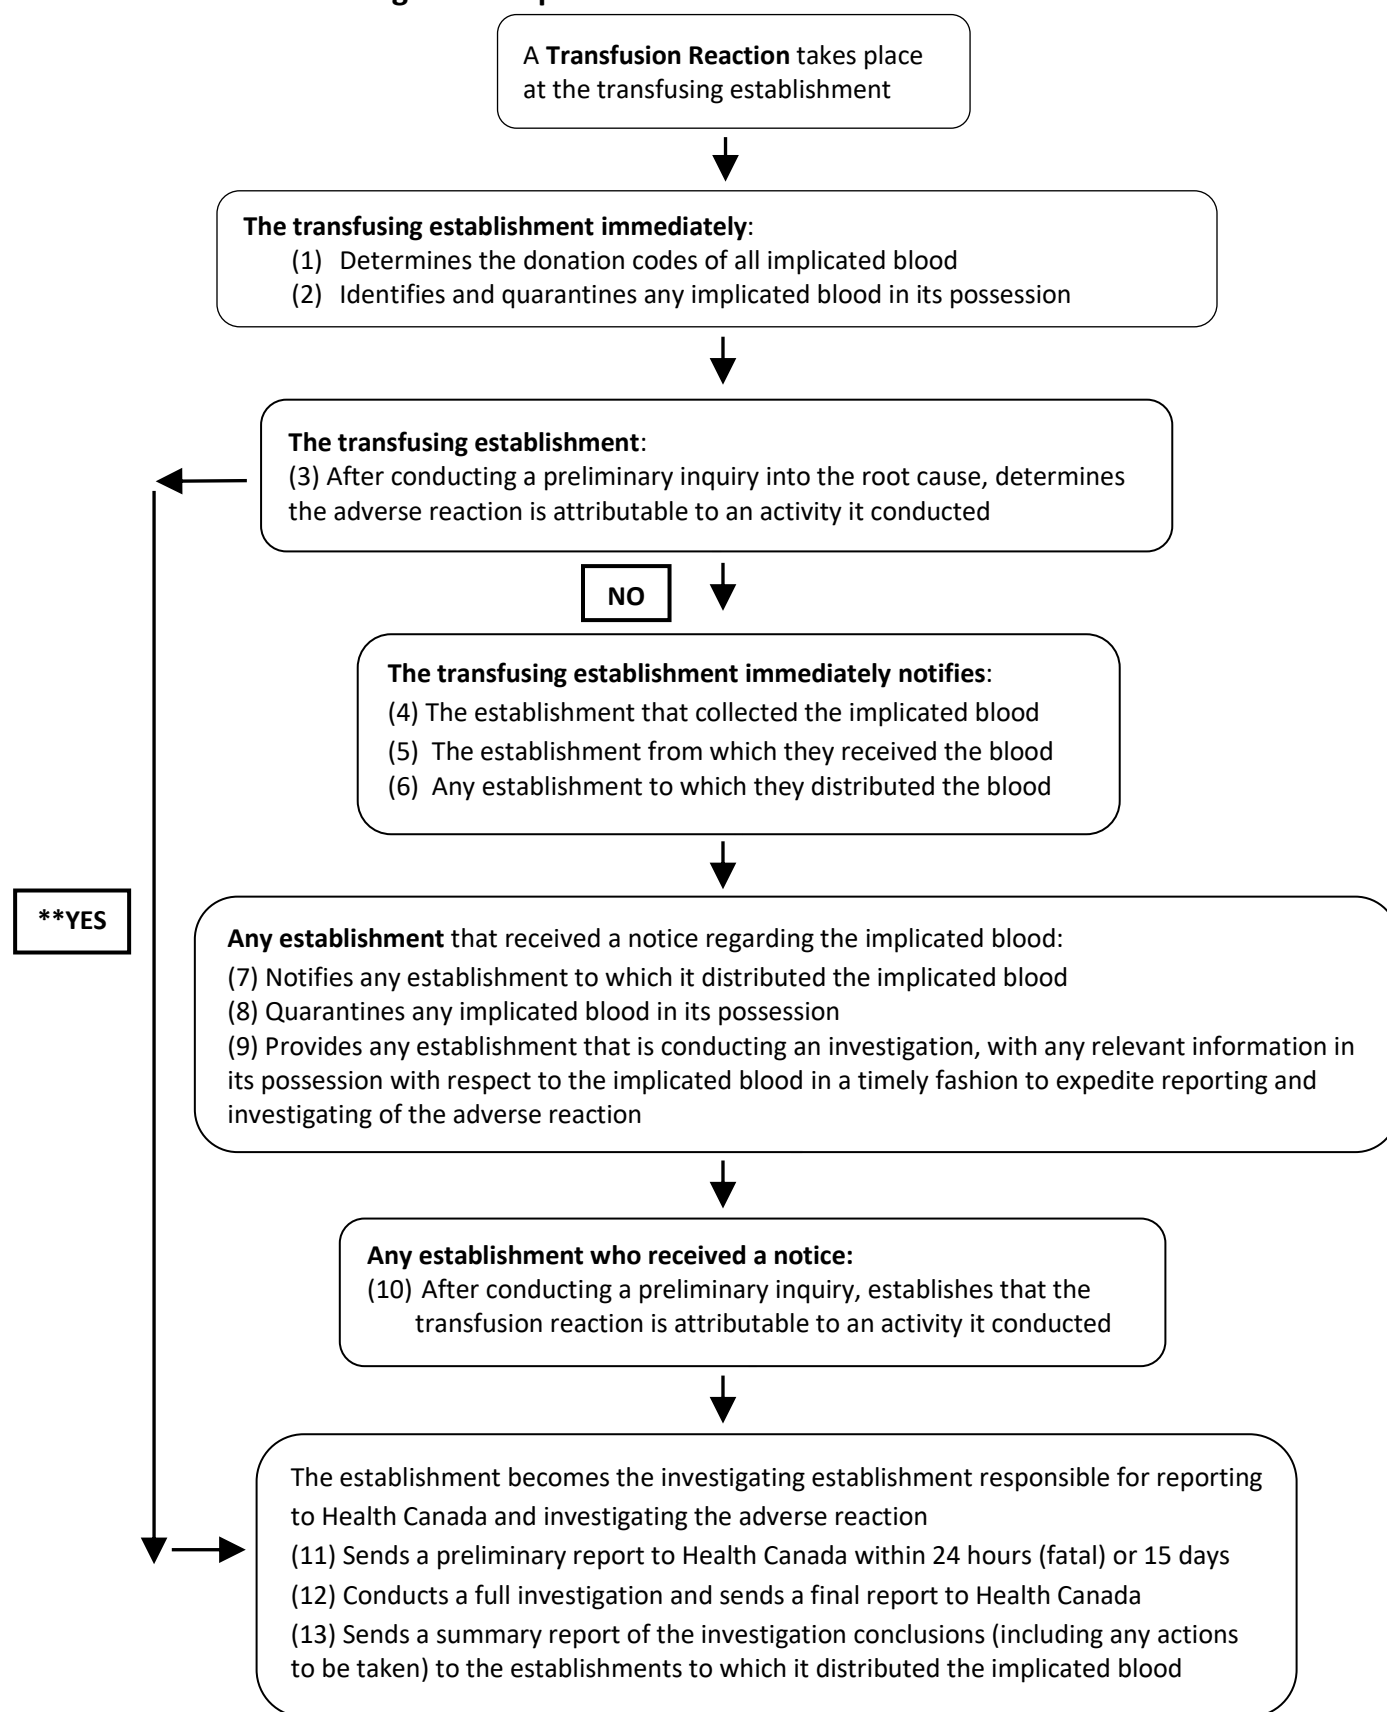 A Transfusion Reaction takes place
at the transfusing establishment
The transfusing establishment immediately:
(1) Determines the donation codes of all implicated blood
(2) Identifies and quarantines any implicated blood in its possession
The transfusing establishment:
(3) After conducting a preliminary inquiry into the root cause, determines
the adverse reaction is attributable to an activity it conducted
NO
The transfusing establishment immediately notifies:
(4) The establishment that collected the implicated blood
(5) The establishment from which they received the blood
(6) Any establishment to which they distributed the blood
**YES
Any establishment that received a notice regarding the implicated blood:
(7) Notifies any establishment to which it distributed the implicated blood
(8) Quarantines any implicated blood in its possession
(9) Provides any establishment that is conducting an investigation, with any relevant information in
its possession with respect to the implicated blood in a timely fashion to expedite reporting and
investigating of the adverse reaction
Any establishment who received a notice:
(10) After conducting a preliminary inquiry, establishes that the
transfusion reaction is attributable to an activity it conducted
The establishment becomes the investigating establishment responsible for reporting
to Health Canada and investigating the adverse reaction
(11) Sends a preliminary report to Health Canada within 24 hours (fatal) or 15 days
(12) Conducts a full investigation and sends a final report to Health Canada
(13) Sends a summary report of the investigation conclusions (including any actions
to be taken) to the establishments to which it distributed the implicated blood